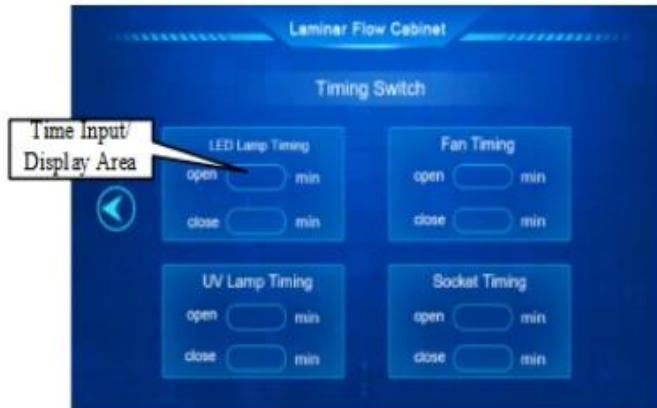 Laminar Flow Cabinet
Timing Switch
Time Input/
Display Area
LED Lamp Timing
open min
close min
Fan Timing
open min
close min
UV Lamp Timing
open min
close min
Socket Timing
open min
close min